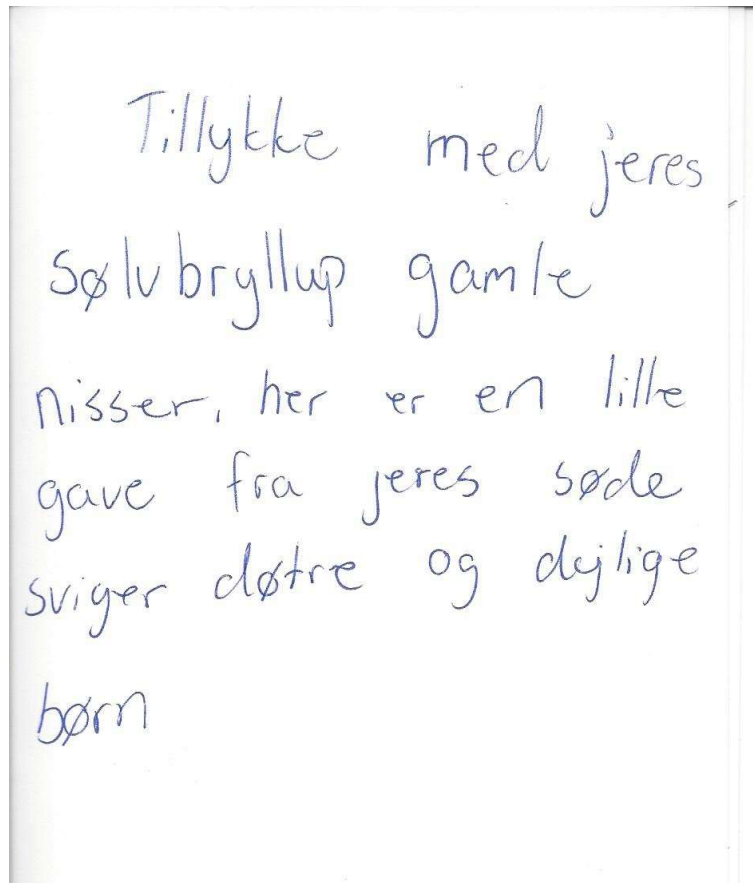 Tillykke med jeres
sølvbryllup gamle
nisser, her er en lille
gave fra jeres søde
sviger døtre og dejlige
børn